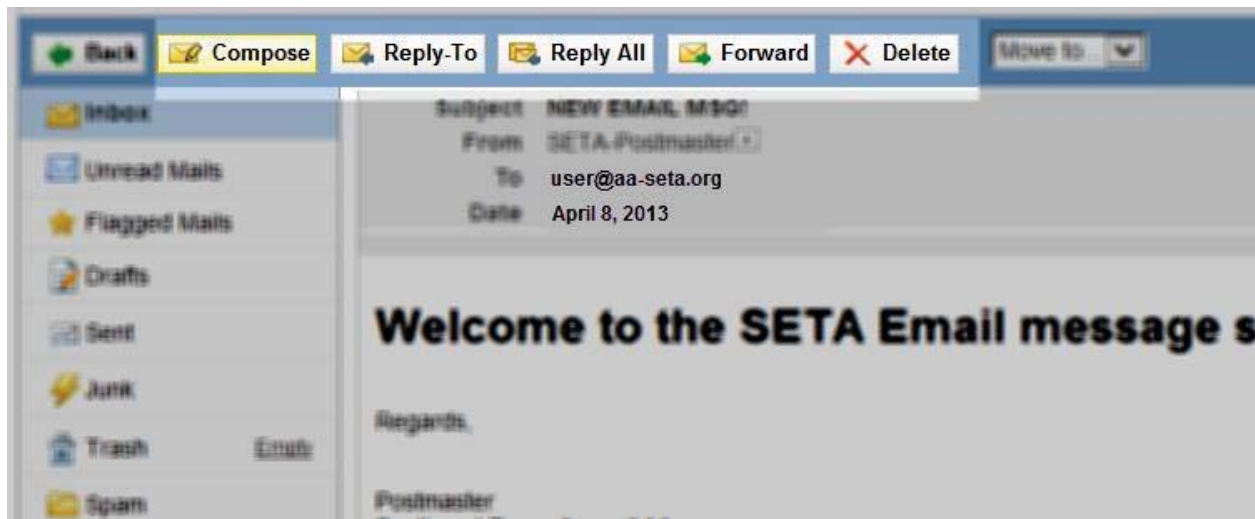 Back Compose Reply-To Reply All Forward Delete Move to
Inbox
Unread Mails
Flagged Mails
Drafts
Sent
Junk
Trash Empty
Spam
Subject NEW EMAIL MSG!
From SETA-Postmaster
To user@aa-seta.org
Date April 8, 2013
Welcome to the SETA Email message s
Regards,
Postmaster